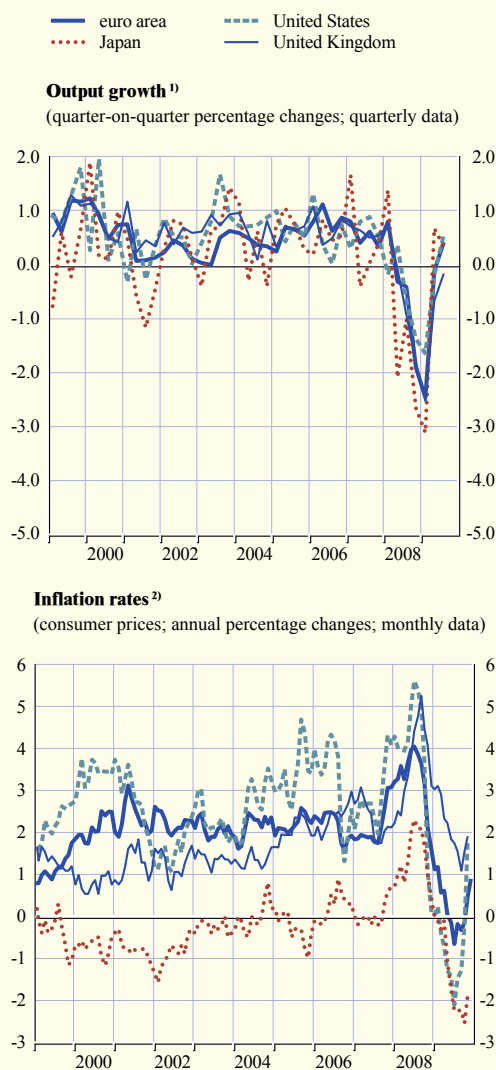 euro area United States
Japan United Kingdom
Output growth 1)
(quarter-on-quarter percentage changes; quarterly data)
2.0 2.0
1.0 1.0
0.0 0.0
-1.0 -1.0
-2.0 -2.0
-3.0 -3.0
-4.0 -4.0
-5.0 -5.0
2000 2002 2004 2006 2008
Inflation rates 2)
(consumer prices; annual percentage changes; monthly data)
6 6
5 5
4 4
3 3
2 2
1 1
0 0
-1 -1
-2 -2
-3 -3
2000 2002 2004 2006 2008